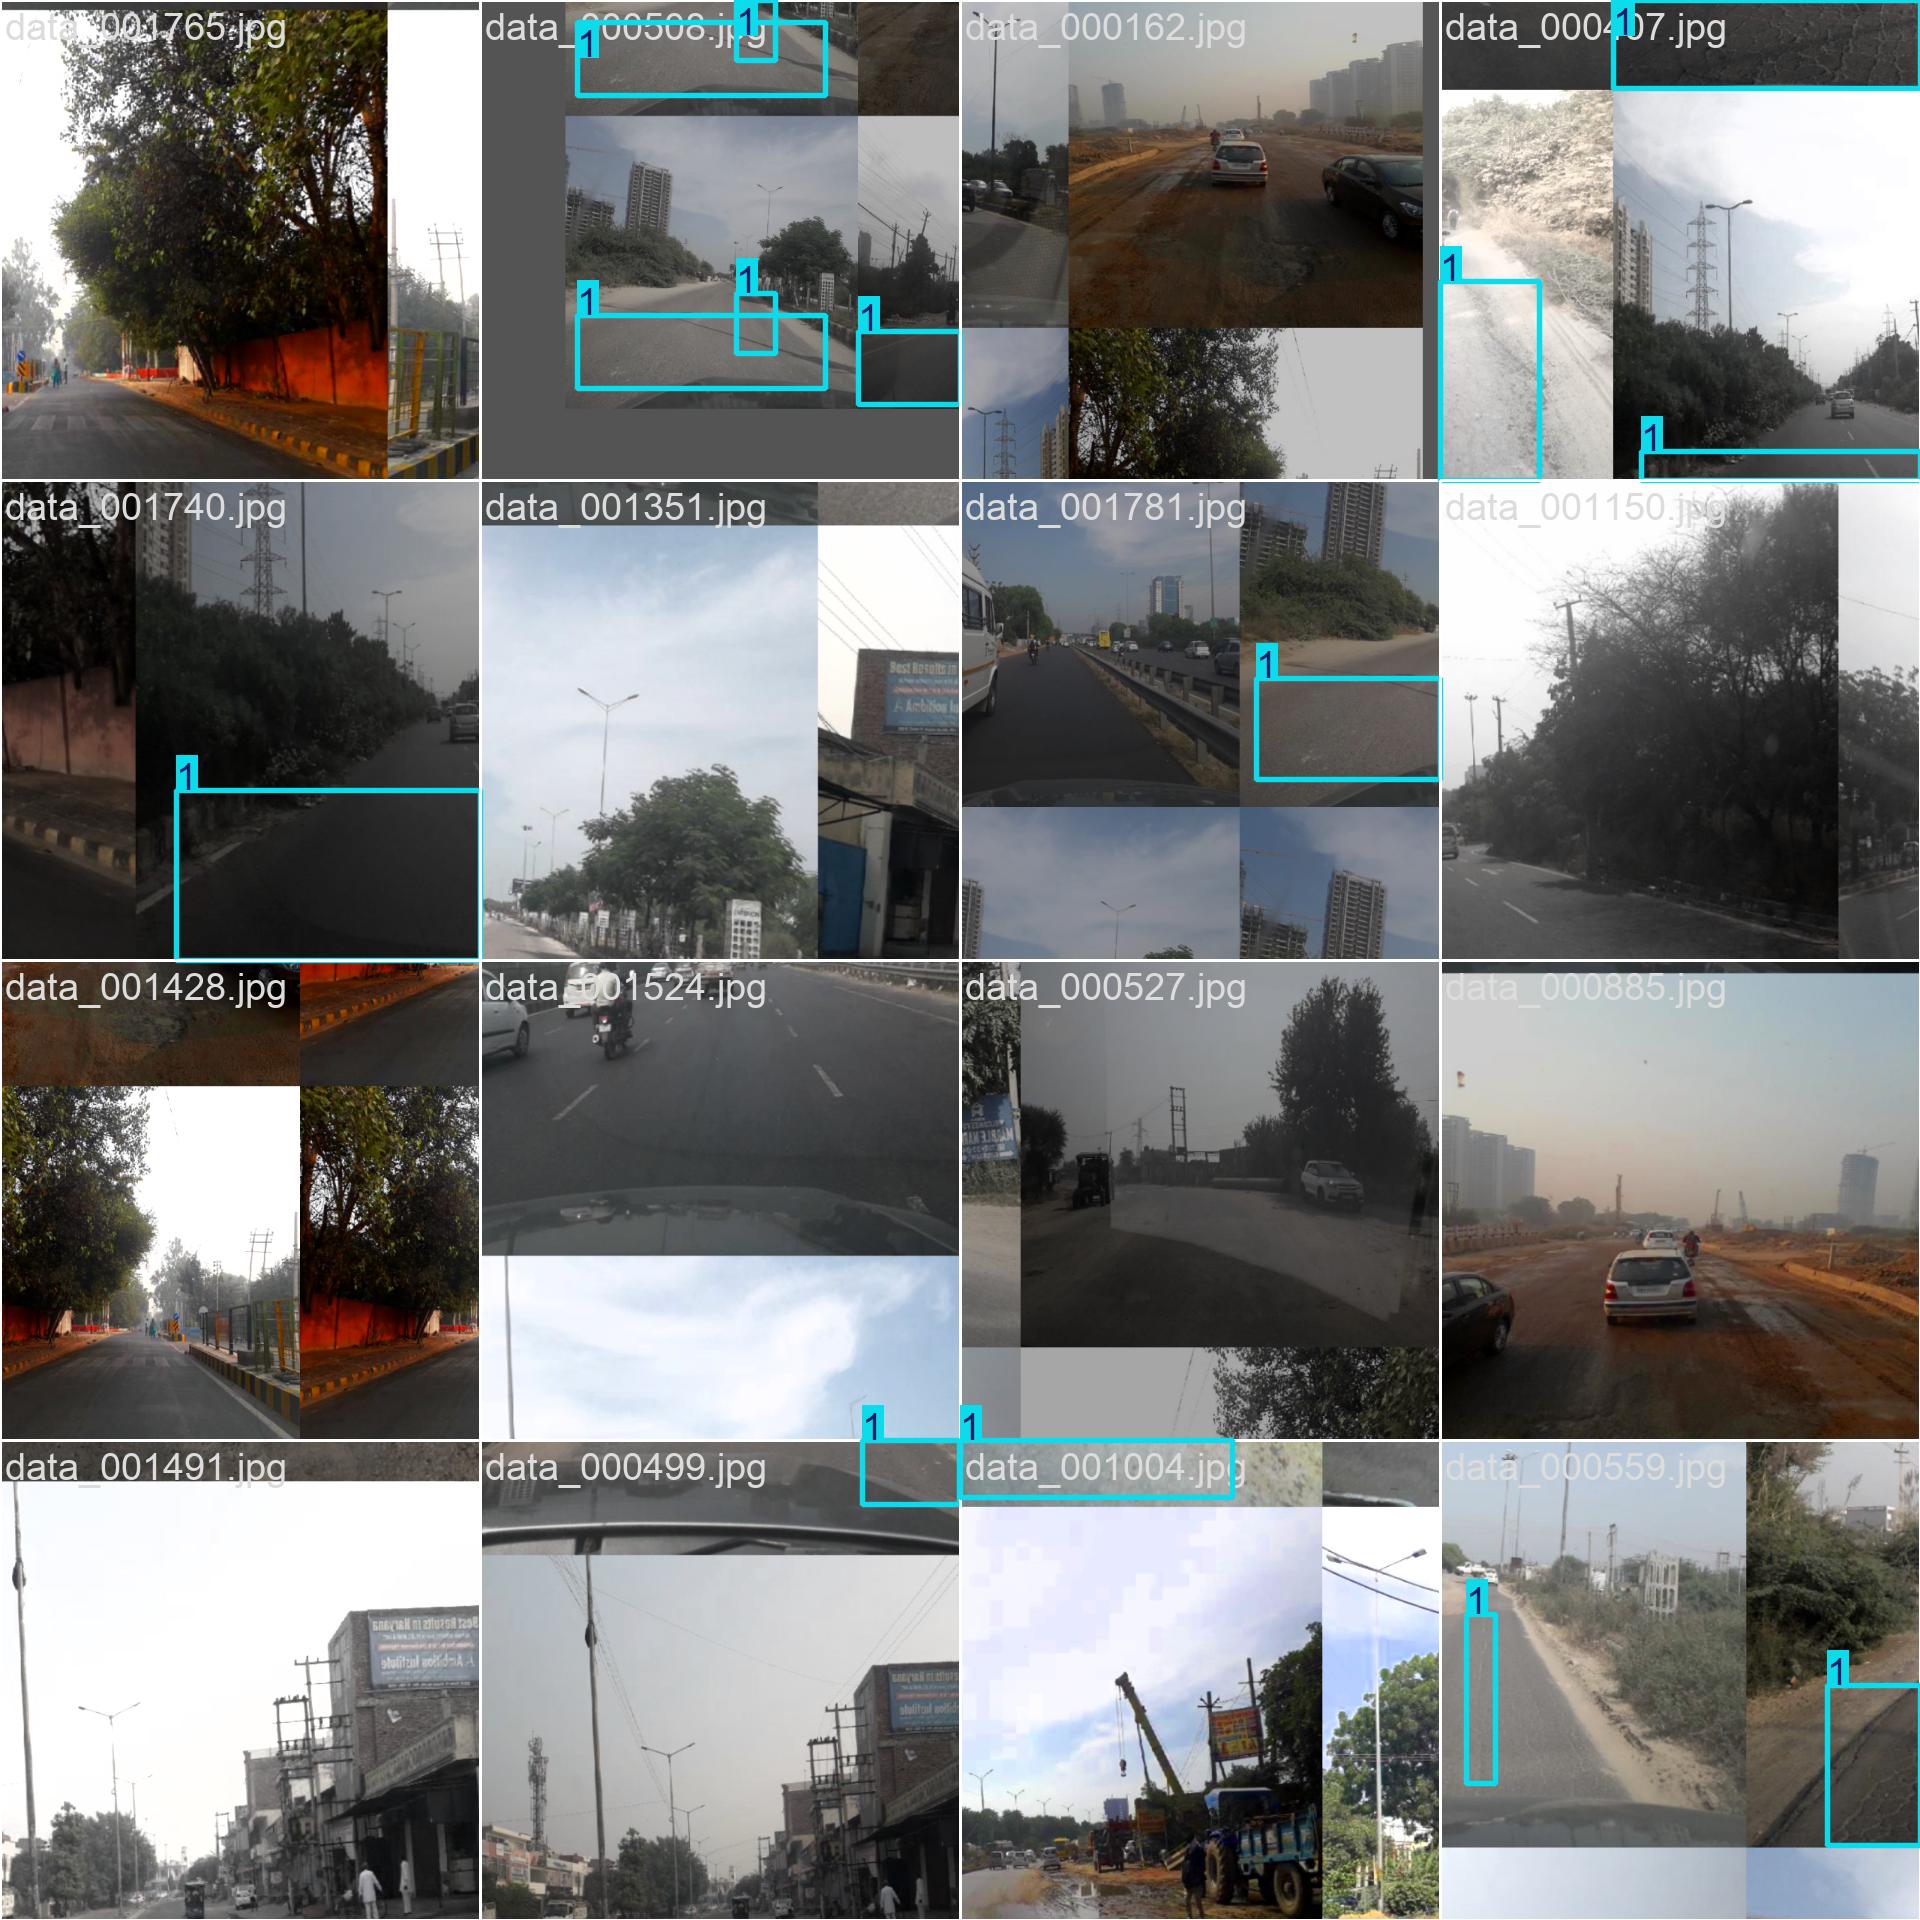 data_001765.jpg
data_000508.jpg
data_000162.jpg
data_000407.jpg
1
1
1
1
1
1
1
1
data_001740.jpg
data_001351.jpg
data_001781.jpg
data_001150.jpg
1
1
Best Results in
Ambition In
data_001428.jpg
data_001524.jpg
data_000527.jpg
data_000885.jpg
1
1
data_001491.jpg
data_000499.jpg
data_001004.jpg
data_000559.jpg
1
1
Best Results in Haryana
Ambition Institute